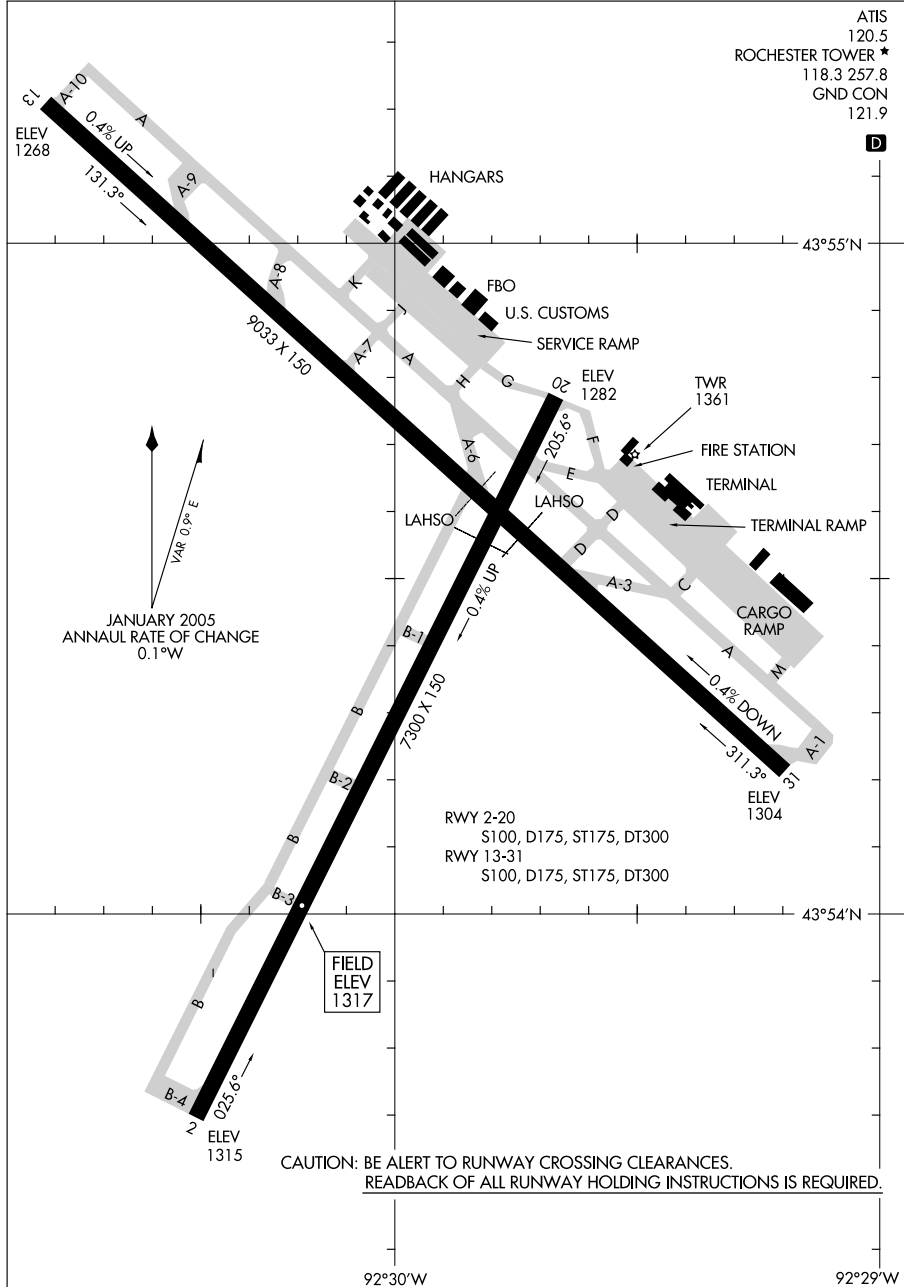 ATIS
120.5
ROCHESTER TOWER ★
118.3 257.8
GND CON
121.9
D
13
A-10
A
ELEV
1268
0.4% UP
131.3°
A-9
HANGARS
43°55'N
A-8
K
FBO
J
U.S. CUSTOMS
9033 X 150
A-7
A
SERVICE RAMP
H
G
20
ELEV
1282
TWR
1361
205.6°
F
FIRE STATION
A-6
E
TERMINAL
LAHSO
LAHSO
D
TERMINAL RAMP
VAR 0.9° E
D
0.4% UP
A-3
C
JANUARY 2005
ANNAUL RATE OF CHANGE
0.1°W
CARGO
RAMP
B-1
A
M
0.4% DOWN
B
7300 X 150
311.3°
A-1
31
B-2
ELEV
1304
RWY 2-20
S100, D175, ST175, DT300
RWY 13-31
S100, D175, ST175, DT300
B
B-3
43°54'N
FIELD
ELEV
1317
B
B-4
025.6°
2
ELEV
1315
CAUTION: BE ALERT TO RUNWAY CROSSING CLEARANCES.
READBACK OF ALL RUNWAY HOLDING INSTRUCTIONS IS REQUIRED.
92°30'W
92°29'W